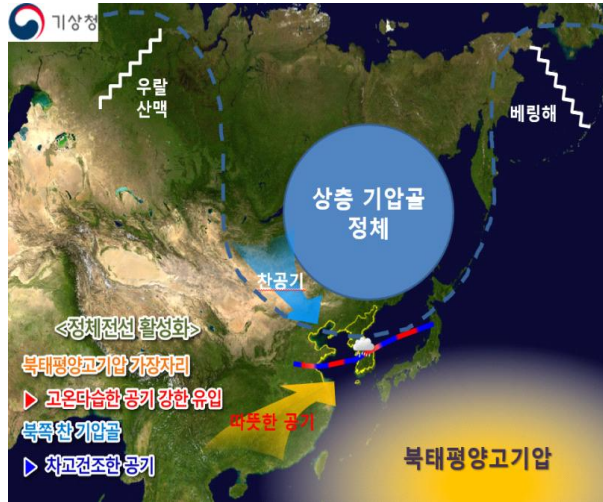 기상청
우랄
산맥
베링해
상층 기압골
정체
찬공기
<정체전선 활성화>
북태평양고기압 가장자리
▶ 고온다습한 공기 강한 유입
북쪽 찬 기압골
▶ 차고건조한 공기
따뜻한 공기
북태평양고기압